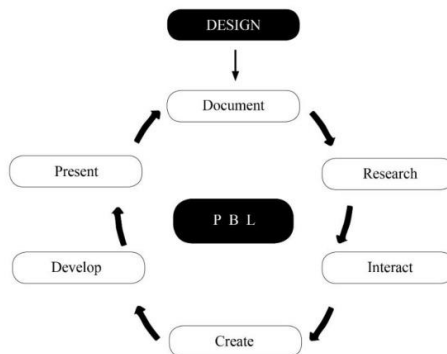 DESIGN
Document
Research
Interact
Create
Develop
Present
P B L